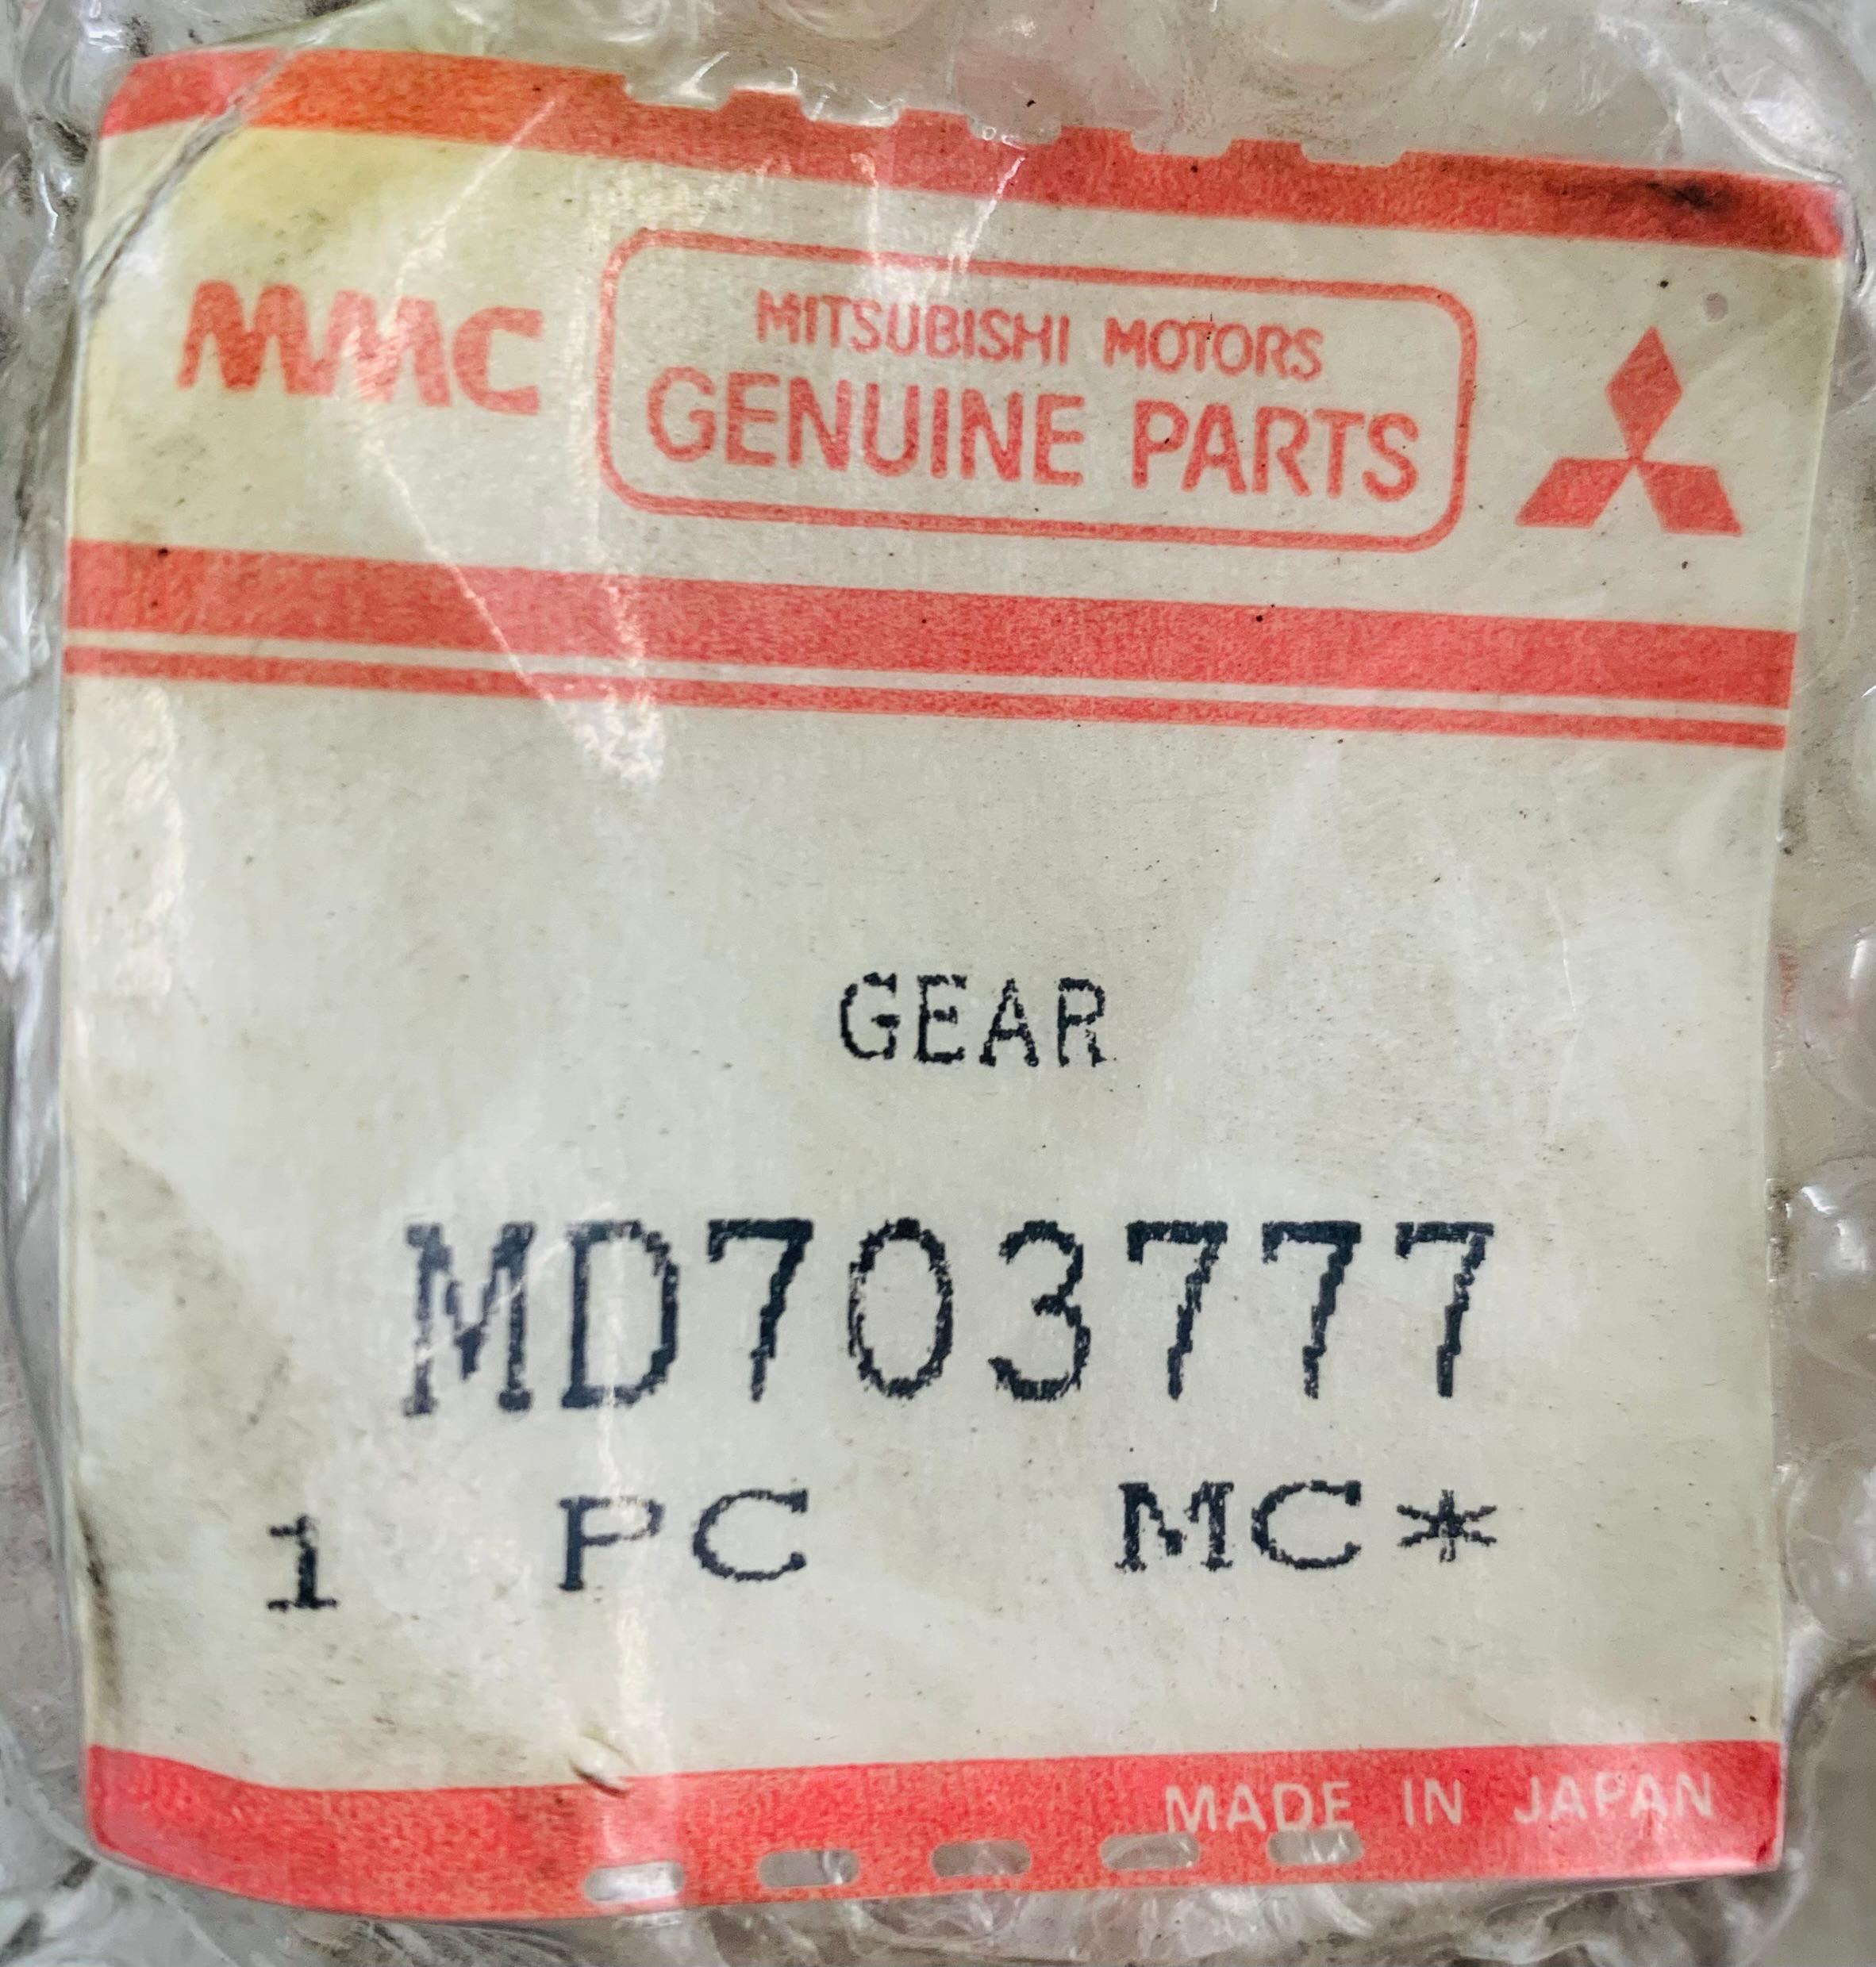 MMC
MITSUBISHI MOTORS
GENUINE PARTS
GEAR
MD703777
1 PC MC*
MADE IN JAPAN